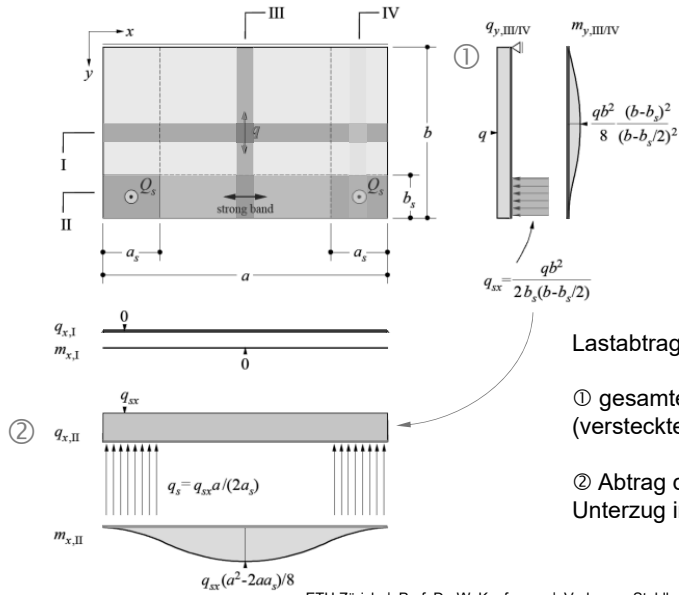 III
IV
x
y
I
II
q
Q_s
Q_s
strong band
b
b_s
a_s
a_s
a
①
q_y,III/IV
m_y,III/IV
q
qb²/8 (b-b_s)²/(b-b_s/2)²
q_sx = qb²/2b_s(b-b_s/2)
q_x,I
0
m_x,I
0
②
q_sx
q_x,II
q_s = q_sx a/(2a_s)
m_x,II
q_sx(a²-2aa_s)/8
Lastabtrag
① gesamte
(versteckte
② Abtrag
Unterzug